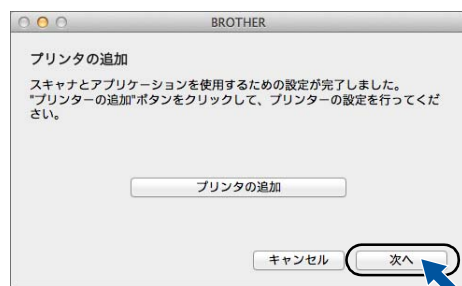 BROTHER
プリンタの追加
スキャナとアプリケーションを使用するための設定が完了しました。
"プリンターの追加"ボタンをクリックして、プリンターの設定を行ってくだ
さい。
プリンタの追加
キャンセル
次へ